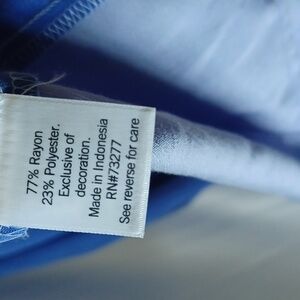 77% Rayon
23% Polyester.
Exclusive of
decoration.
Made in Indonesia
RN#73277
See reverse for care